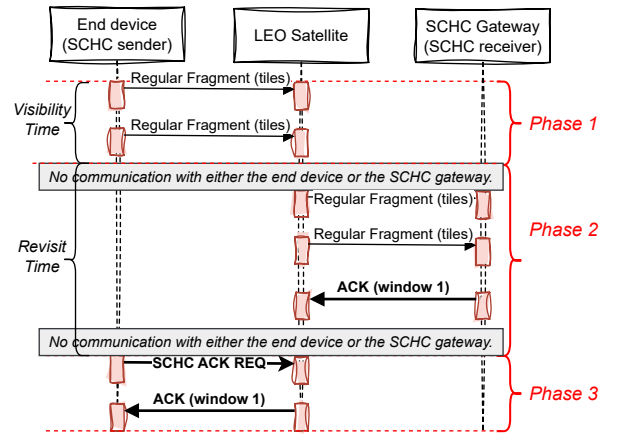 End device
(SCHC sender)
LEO Satellite
SCHC Gateway
(SCHC receiver)
Regular Fragment (tiles)
Visibility
Time
Phase 1
Regular Fragment (tiles)
No communication with either the end device or the SCHC gateway.
Regular Fragment (tiles)
Phase 2
Regular Fragment (tiles)
Revisit
Time
ACK (window 1)
No communication with either the end device or the SCHC gateway.
SCHC ACK REQ
Phase 3
ACK (window 1)